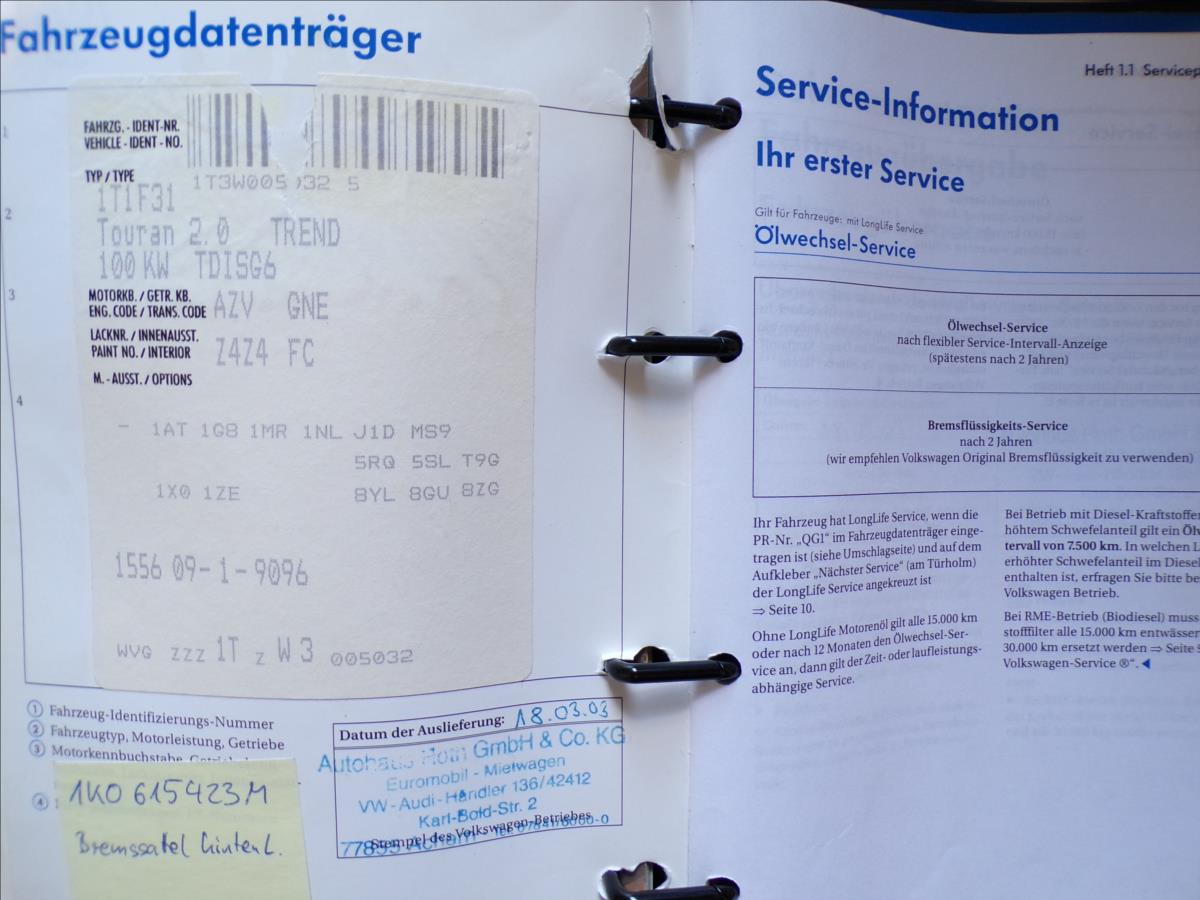 Fahrzeugdatenträger
1
FAHRZG. - IDENT-NR.
VEHICLE - IDENT - NO.
1T3W005 032 5
TYP / TYPE
2
1T1F31
Touran 2.0 TREND
100 KW TDISG6
3
MOTORKB. / GETR. KB.
ENG. CODE / TRANS. CODE
AZV GNE
LACKNR. / INNENAUSST.
PAINT NO. / INTERIOR
Z4Z4 FC
M. - AUSST. / OPTIONS
4
- 1AT 1G8 1MR 1NL J1D MS9
5RQ 5SL T9G
1X0 1ZE 8YL 8GU 8ZG
1556 09-1-9096
WVG ZZZ 1T Z W 3 005032
① Fahrzeug-Identifizierungs-Nummer
② Fahrzeugtyp, Motorleistung, Getriebe
③ Motorkennbuchstabe,
④
1K0 615423M
Bremssattel hinten L.
Datum der Auslieferung: 18.03.03
Autohaus GmbH & Co. KG
Euromobil - Mietwagen
VW - Audi - Händler 136/42412
Karl-Bold-Str. 2
Stempel des Volkswagen-Betriebes
Heft 1.1
Service-Information
Ihr erster Service
Gilt für Fahrzeuge: mit LongLife Service
Ölwechsel-Service
Ölwechsel-Service
nach flexibler Service-Intervall-Anzeige
(spätestens nach 2 Jahren)
Bremsflüssigkeits-Service
nach 2 Jahren
(wir empfehlen Volkswagen Original Bremsflüssigkeit zu verwenden)
Ihr Fahrzeug hat LongLife Service, wenn die
PR-Nr. „QG1" im Fahrzeugdatenträger einge-
tragen ist (siehe Umschlagseite) und auf dem
Aufkleber „Nächster Service" (am Türholm)
der LongLife Service angekreuzt ist
⇒ Seite 10.
Ohne LongLife Motorenöl gilt alle 15.000 km
oder nach 12 Monaten den Ölwechsel-Ser-
vice an, dann gilt der Zeit- oder laufleistungs-
abhängige Service.
Bei Betrieb mit Diesel-Kraftstoffe
höhtem Schwefelanteil gilt ein Ölw
tervall von 7.500 km. In welchen L
erhöhter Schwefelanteil im Diesel
enthalten ist, erfragen Sie bitte be
Volkswagen Betrieb.
Bei RME-Betrieb (Biodiesel) muss
stofffilter alle 15.000 km entwässer
30.000 km ersetzt werden ⇒ Seite
Volkswagen-Service ®". ◀